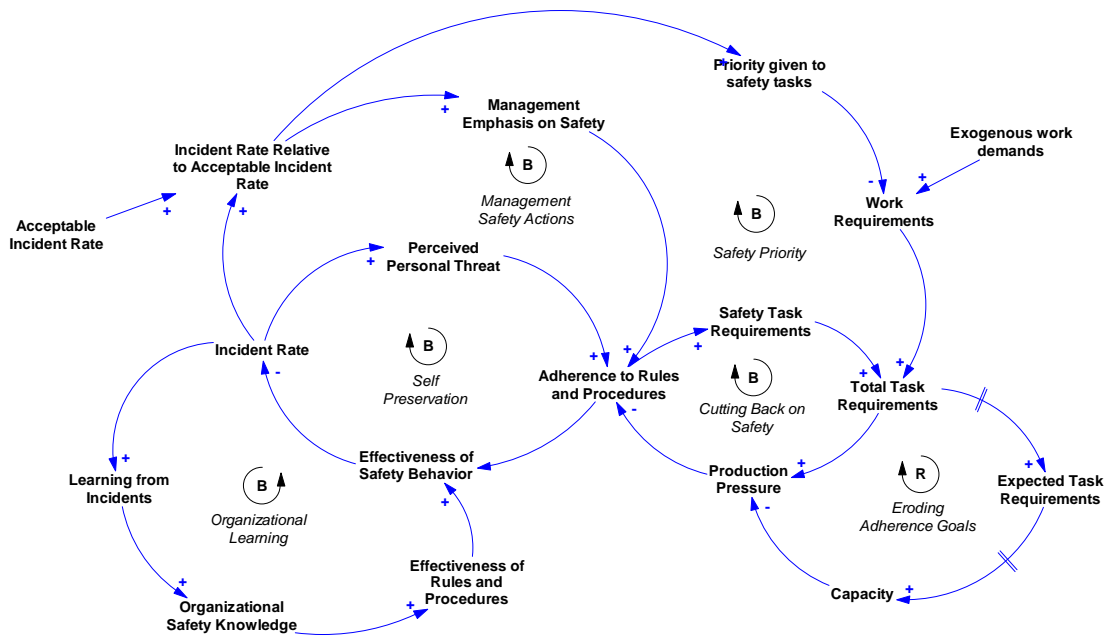 Priority given to
safety tasks
+
Management
Emphasis on Safety
+
Exogenous work
demands
Incident Rate Relative
to Acceptable Incident
Rate
B
Management
Safety Actions
+
-
+
Work
Requirements
Acceptable
Incident Rate
+
+
B
Safety Priority
Perceived
Personal Threat
+
Safety Task
Requirements
+
Incident Rate
-
B
Self
Preservation
+
+
Adherence to Rules
and Procedures
-
B
Cutting Back on
Safety
+
+
Total Task
Requirements
+
Learning from
Incidents
B
Organizational
Learning
Effectiveness of
Safety Behavior
+
Production
Pressure
+
-
R
Eroding
Adherence Goals
+
Expected Task
Requirements
+
Organizational
Safety Knowledge
+
Effectiveness of
Rules and
Procedures
Capacity
+